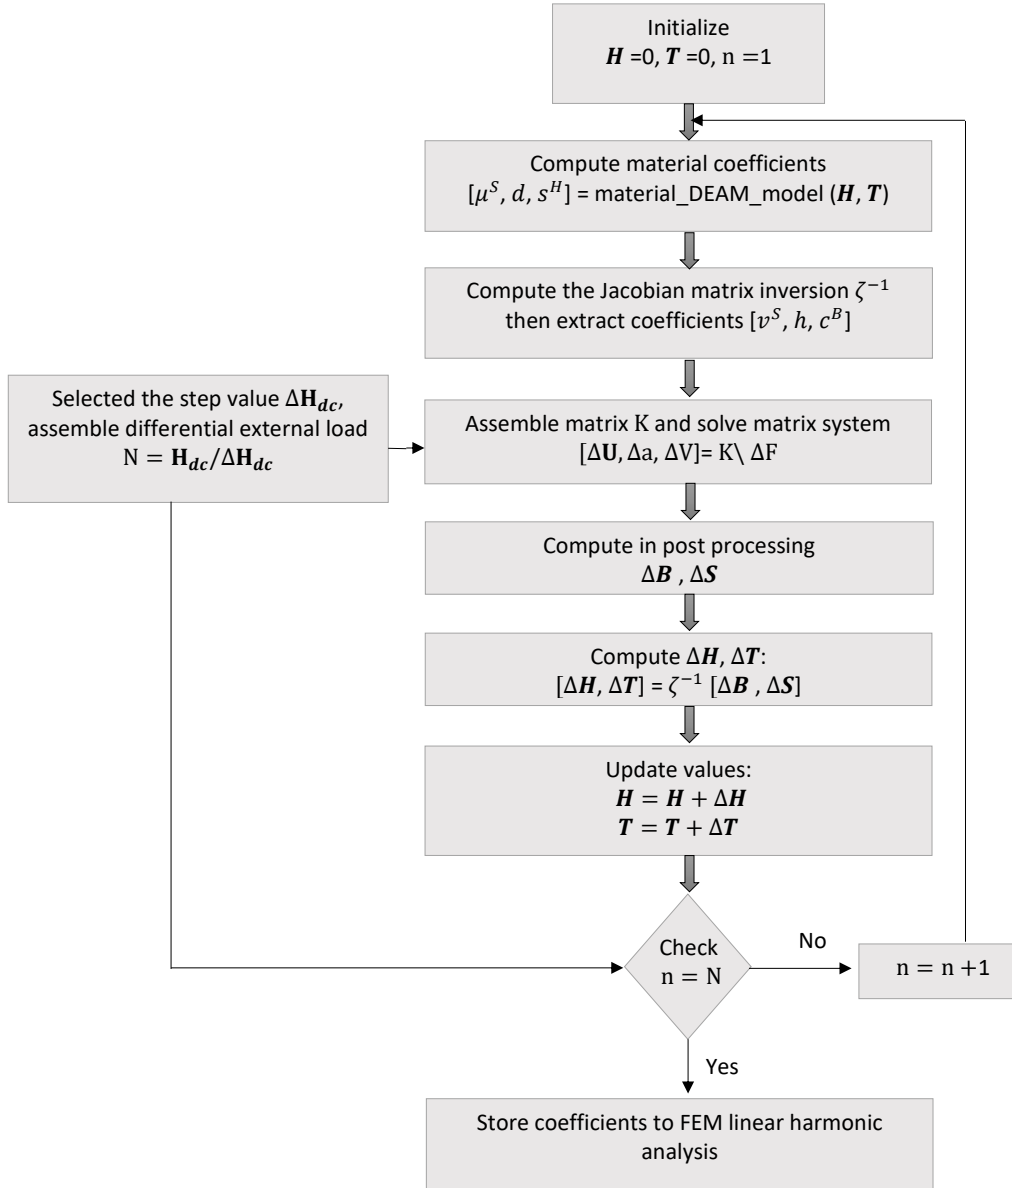 Initialize
H =0, T =0, n =1
Compute material coefficients
[μ^S, d, s^H] = material_DEAM_model (H, T)
Compute the Jacobian matrix inversion ζ^−1
then extract coefficients [v^S, h, c^B]
Selected the step value ΔH_dc,
assemble differential external load
N = H_dc/ΔH_dc
Assemble matrix K and solve matrix system
[ΔU, Δa, ΔV]= K\ ΔF
Compute in post processing
ΔB , ΔS
Compute ΔH, ΔT:
[ΔH, ΔT] = ζ^−1 [ΔB , ΔS]
Update values:
H = H + ΔH
T = T + ΔT
Check
n = N
No
n = n +1
Yes
Store coefficients to FEM linear harmonic
analysis